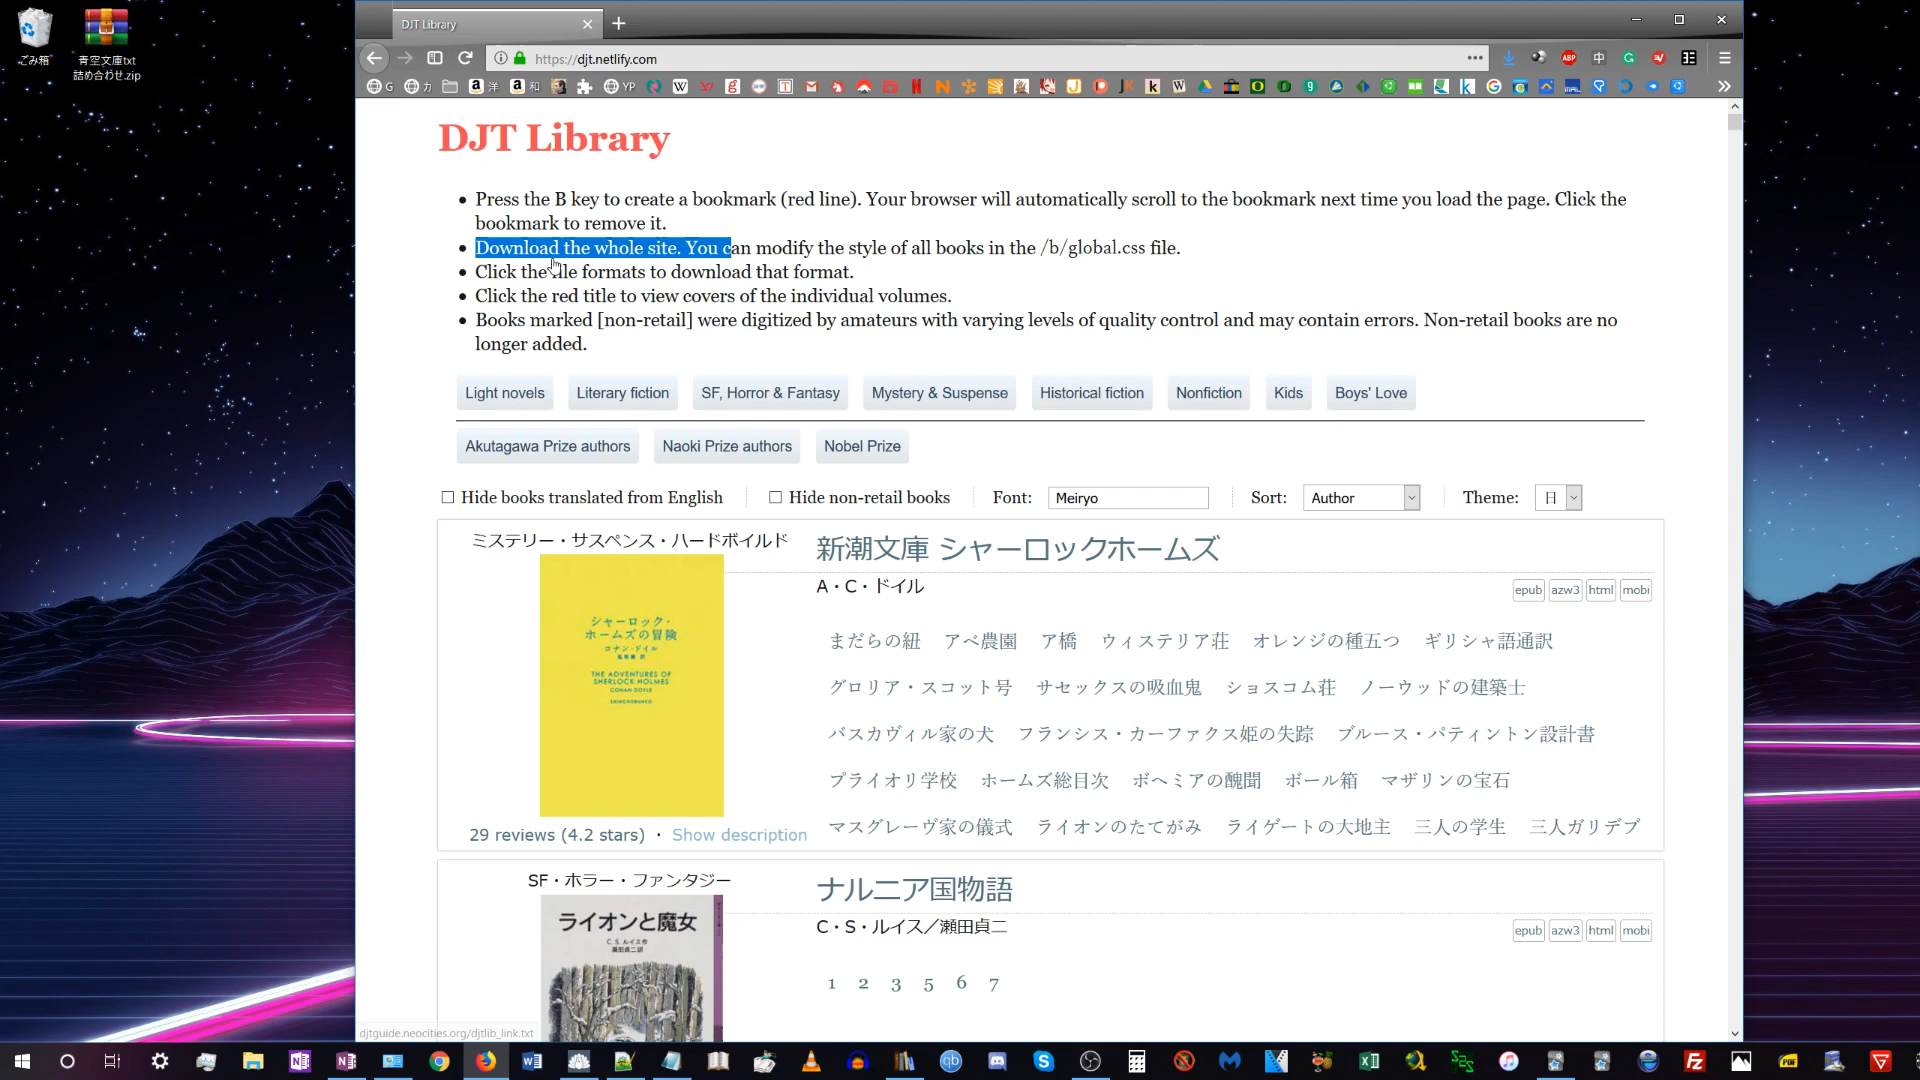 ごみ箱
青空文庫txt
詰め合わせ.zip
DJT Library
https://djt.netlify.com
G
カ
洋
和
YP
DJT Library
Press the B key to create a bookmark (red line). Your browser will automatically scroll to the bookmark next time you load the page. Click the
bookmark to remove it.
Download the whole site. You can modify the style of all books in the /b/global.css file.
Click the file formats to download that format.
Click the red title to view covers of the individual volumes.
Books marked [non-retail] were digitized by amateurs with varying levels of quality control and may contain errors. Non-retail books are no
longer added.
Light novels Literary fiction SF, Horror & Fantasy Mystery & Suspense Historical fiction Nonfiction Kids Boys' Love
Akutagawa Prize authors Naoki Prize authors Nobel Prize
Hide books translated from English Hide non-retail books Font: Meiryo Sort: Author Theme: 日
ミステリー・サスペンス・ハードボイルド
シャーロック・
ホームズの冒険
コナン・ドイル
THE ADVENTURES OF
SHERLOCK HOLMES
CONAN DOYLE
SHINCHOBUNKO
29 reviews (4.2 stars) · Show description
新潮文庫 シャーロックホームズ
A・C・ドイル
epub azw3 html mobi
まだらの紐 アベ農園 ア橋 ウィステリア荘 オレンジの種五つ ギリシャ語通訳
グロリア・スコット号 サセックスの吸血鬼 ショスコム荘 ノーウッドの建築士
バスカヴィル家の犬 フランシス・カーファクス姫の失踪 ブルース・パティントン設計書
プライオリ学校 ホームズ総目次 ボヘミアの醜聞 ボール箱 マザリンの宝石
マスグレーヴ家の儀式 ライオンのたてがみ ライゲートの大地主 三人の学生 三人ガリデブ
SF・ホラー・ファンタジー
ライオンと魔女
C.S.ルイス作
瀬田貞二訳
ナルニア国物語
C・S・ルイス／瀬田貞二
epub azw3 html mobi
1 2 3 4 5 6 7
djtguide.neocities.org/djtlib_link.txt